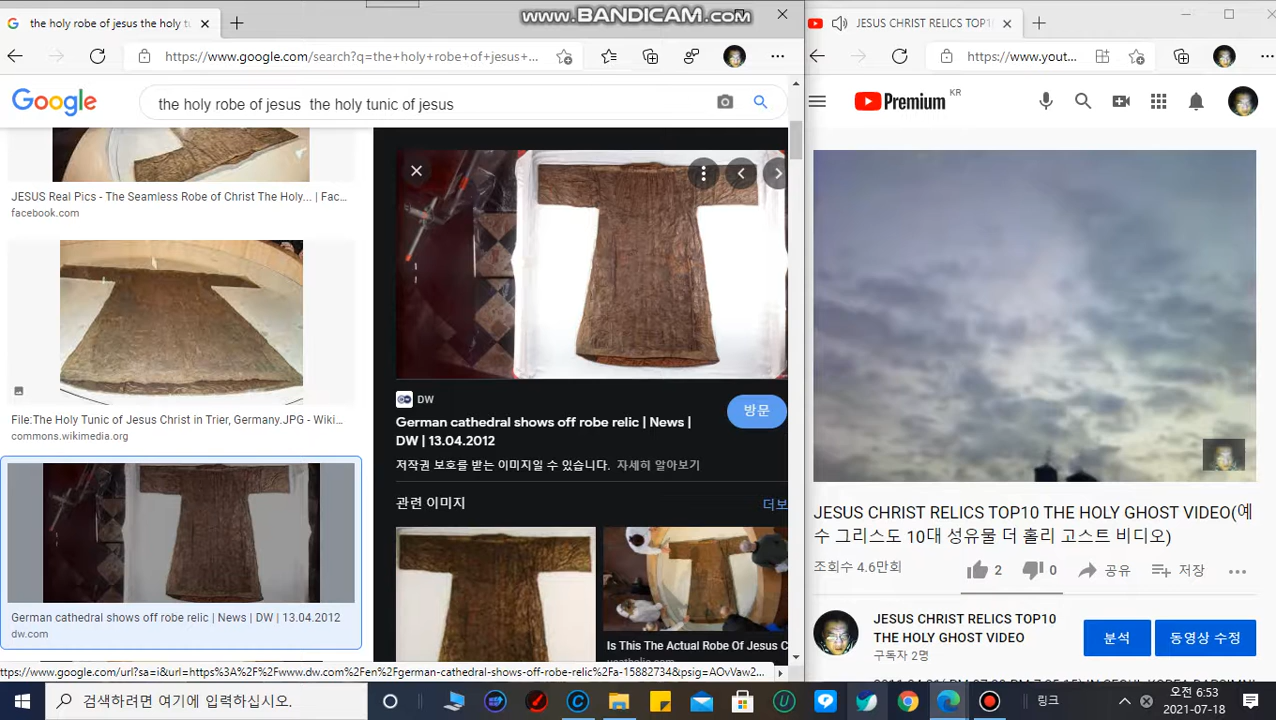 the holy robe of jesus the holy tu
www.BANDICAM.com
https://www.google.com/search?q=the+holy+robe+of+jesus+...
Google
the holy robe of jesus  the holy tunic of jesus
JESUS Real Pics - The Seamless Robe of Christ The Holy... | Fac...
facebook.com
File:The Holy Tunic of Jesus Christ in Trier, Germany.JPG - Wiki...
commons.wikimedia.org
German cathedral shows off robe relic | News | DW | 13.04.2012
dw.com
DW
German cathedral shows off robe relic | News |
DW | 13.04.2012
방문
저작권 보호를 받는 이미지일 수 있습니다. 자세히 알아보기
관련 이미지
더보
Is This The Actual Robe Of Jesus C
https://www.google.com/url?sa=i&url=https%3A%2F%2Fwww.dw.com%2Fen%2Fgerman-cathedral-shows-off-robe-relic%2Fa-15882734&psig=AOvVaw2...
JESUS CHRIST RELICS TOP1
https://www.yout...
Premium KR
JESUS CHRIST RELICS TOP10 THE HOLY GHOST VIDEO(예
수 그리스도 10대 성유물 더 홀리 고스트 비디오)
조회수 4.6만회
2
0
공유
저장
JESUS CHRIST RELICS TOP10
THE HOLY GHOST VIDEO
구독자 2명
분석
동영상 수정
검색하려면 여기에 입력하십시오.
링크
오전 6:53
2021-07-18